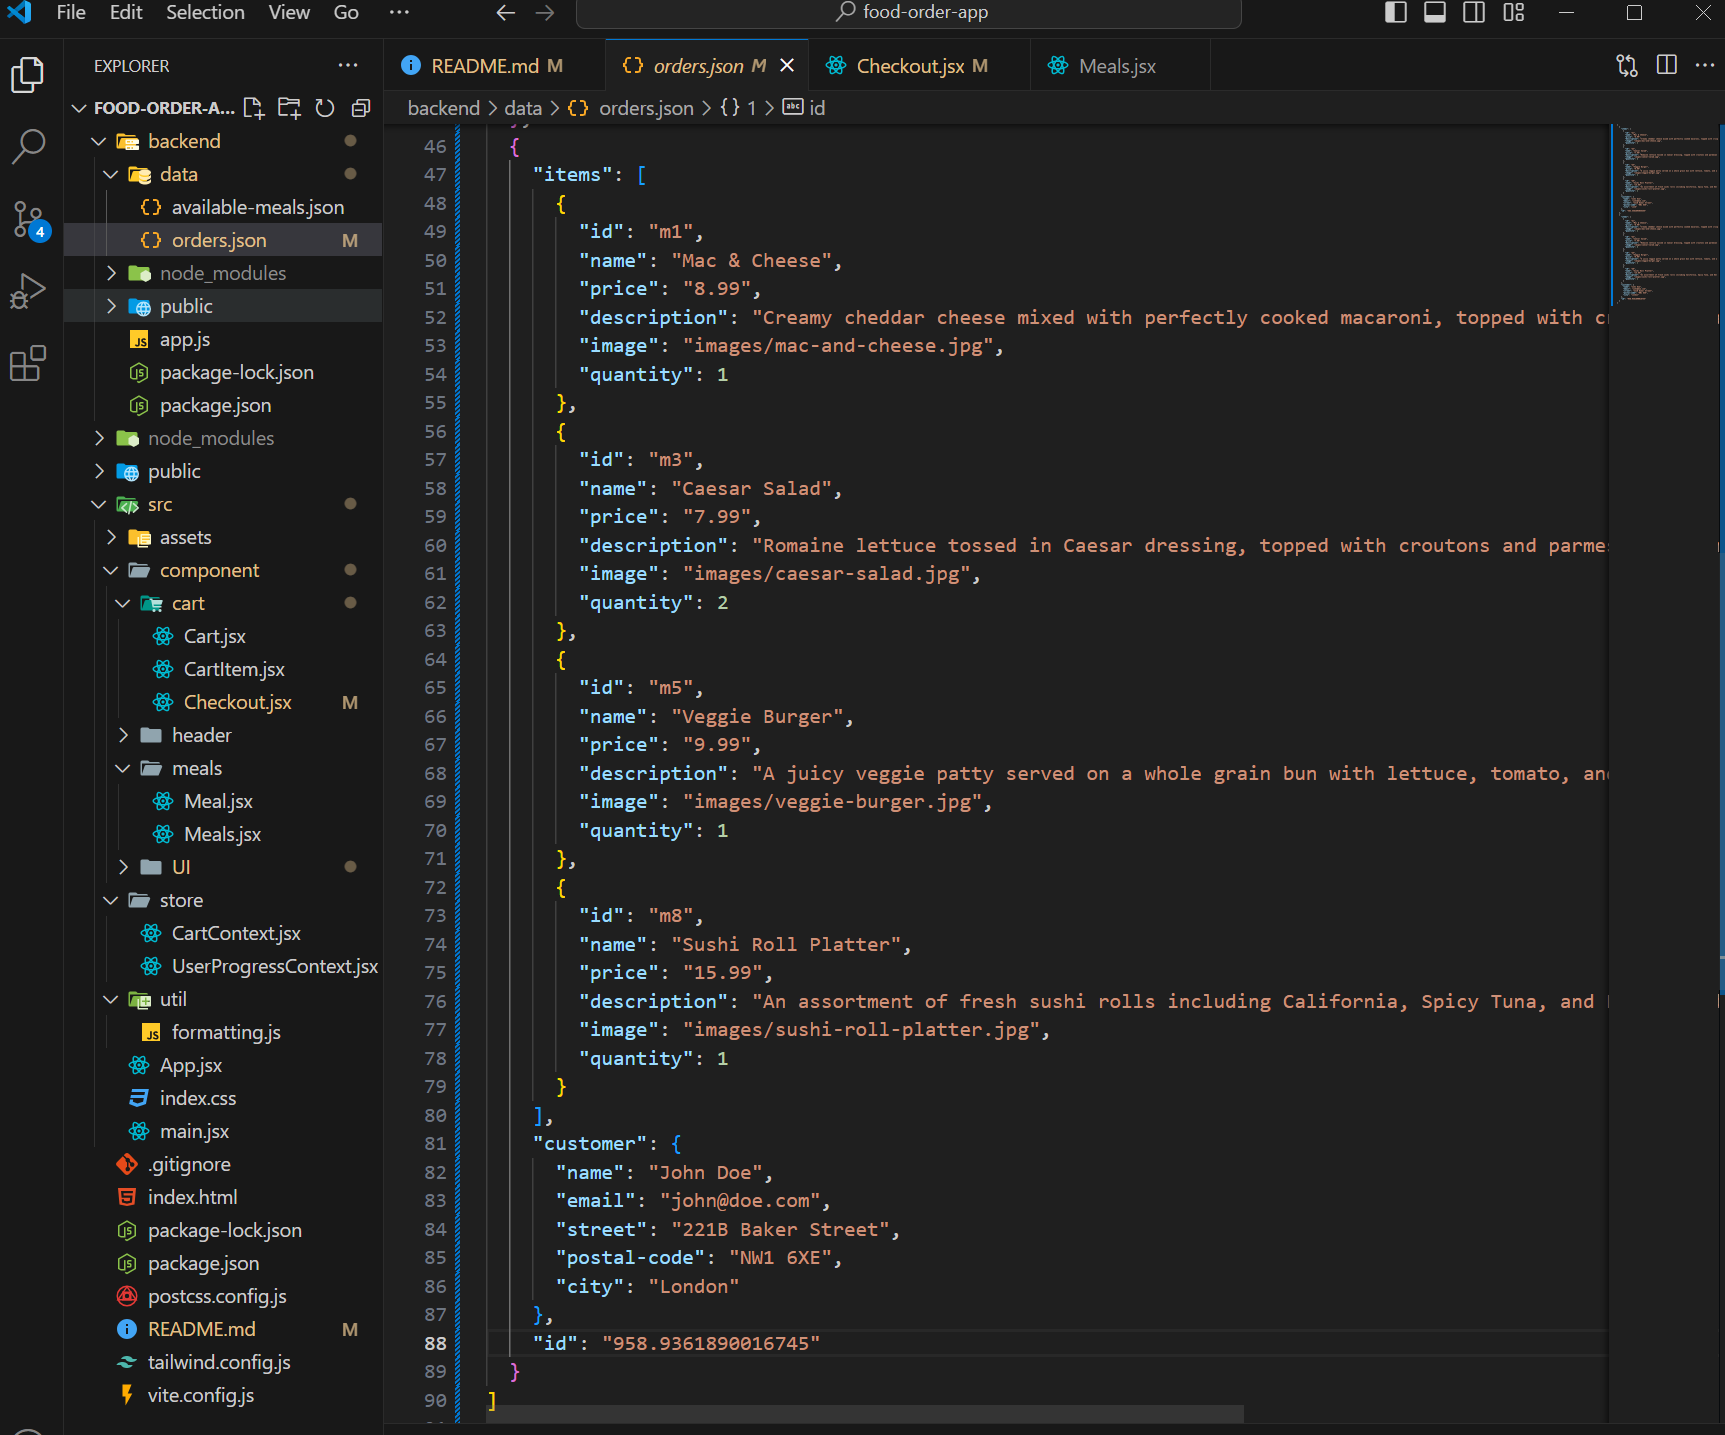 File Edit Selection View Go ··· food-order-app
EXPLORER ···
FOOD-ORDER-A...
backend
data
available-meals.json
orders.json M
node_modules
public
app.js
package-lock.json
package.json
node_modules
public
src
assets
component
cart
Cart.jsx
CartItem.jsx
Checkout.jsx M
header
meals
Meal.jsx
Meals.jsx
UI
store
CartContext.jsx
UserProgressContext.jsx
util
formatting.js
App.jsx
index.css
main.jsx
.gitignore
index.html
package-lock.json
package.json
postcss.config.js
README.md M
tailwind.config.js
vite.config.js
4
README.md M orders.json M Checkout.jsx M Meals.jsx
backend > data > {} orders.json > {} 1 > abc id
46 {
47 "items": [
48 {
49 "id": "m1",
50 "name": "Mac & Cheese",
51 "price": "8.99",
52 "description": "Creamy cheddar cheese mixed with perfectly cooked macaroni, topped with
53 "image": "images/mac-and-cheese.jpg",
54 "quantity": 1
55 },
56 {
57 "id": "m3",
58 "name": "Caesar Salad",
59 "price": "7.99",
60 "description": "Romaine lettuce tossed in Caesar dressing, topped with croutons and
61 "image": "images/caesar-salad.jpg",
62 "quantity": 2
63 },
64 {
65 "id": "m5",
66 "name": "Veggie Burger",
67 "price": "9.99",
68 "description": "A juicy veggie patty served on a whole grain bun with lettuce, tomato,
69 "image": "images/veggie-burger.jpg",
70 "quantity": 1
71 },
72 {
73 "id": "m8",
74 "name": "Sushi Roll Platter",
75 "price": "15.99",
76 "description": "An assortment of fresh sushi rolls including California, Spicy Tuna, and
77 "image": "images/sushi-roll-platter.jpg",
78 "quantity": 1
79 }
80 ],
81 "customer": {
82 "name": "John Doe",
83 "email": "john@doe.com",
84 "street": "221B Baker Street",
85 "postal-code": "NW1 6XE",
86 "city": "London"
87 },
88 "id": "958.9361890016745"
89 }
90 ]